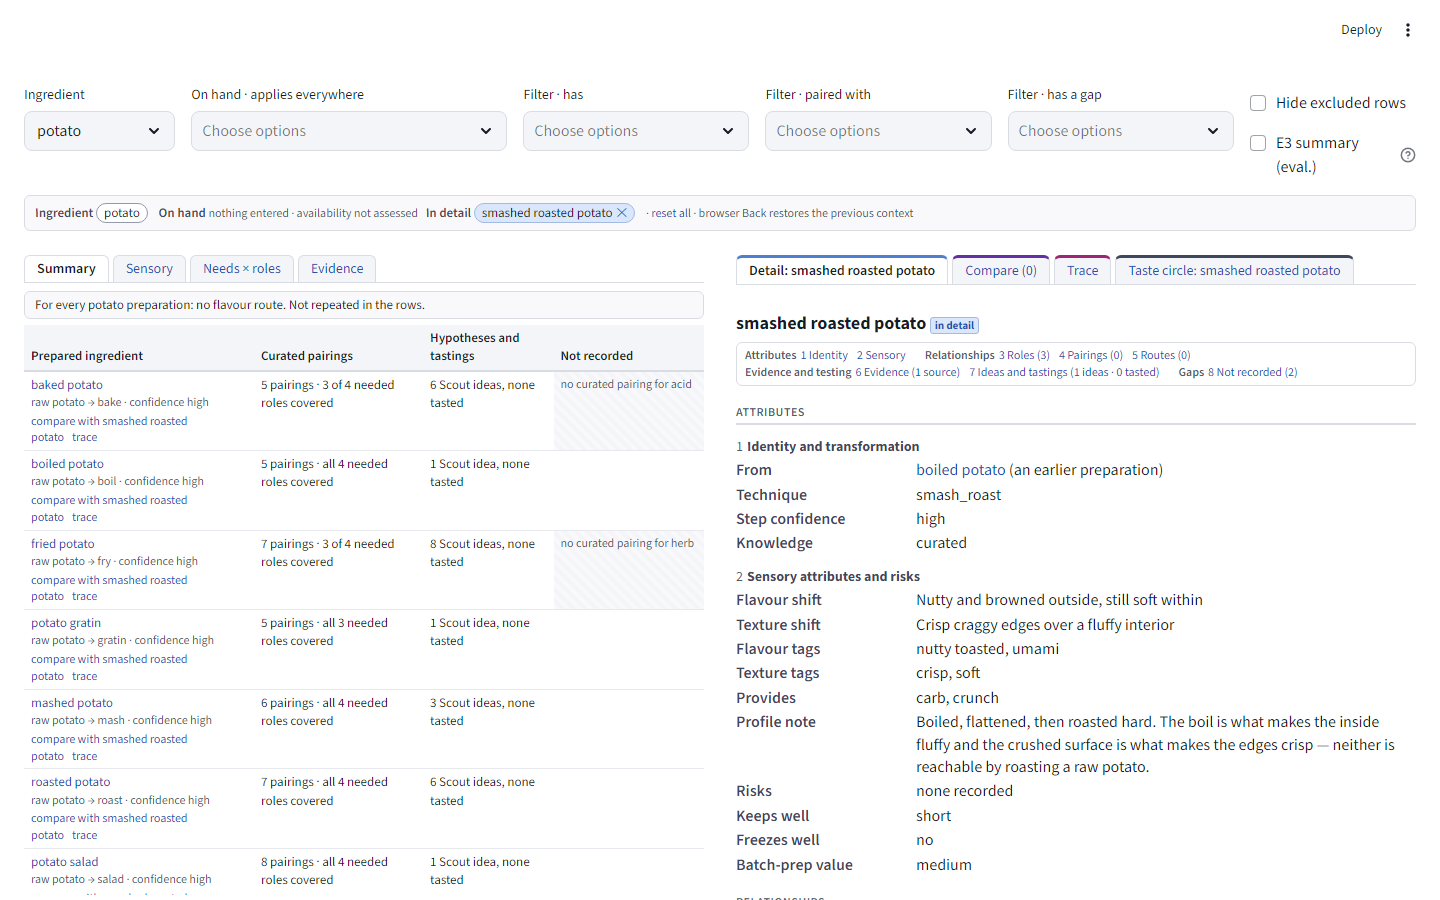 Deploy
Ingredient
On hand · applies everywhere
Filter · has
Filter · paired with
Filter · has a gap
potato
Choose options
Choose options
Choose options
Choose options
Hide excluded rows
E3 summary
(eval.)
Ingredient potato On hand nothing entered · availability not assessed In detail smashed roasted potato · reset all · browser Back restores the previous context
Summary
Sensory
Needs × roles
Evidence
For every potato preparation: no flavour route. Not repeated in the rows.
Prepared ingredient
Curated pairings
Hypotheses and
tastings
Not recorded
baked potato
raw potato → bake · confidence high
compare with smashed roasted
potato trace
5 pairings · 3 of 4 needed
roles covered
6 Scout ideas, none
tasted
no curated pairing for acid
boiled potato
raw potato → boil · confidence high
compare with smashed roasted
potato trace
5 pairings · all 4 needed
roles covered
1 Scout idea, none
tasted
fried potato
raw potato → fry · confidence high
compare with smashed roasted
potato trace
7 pairings · 3 of 4 needed
roles covered
8 Scout ideas, none
tasted
no curated pairing for herb
potato gratin
raw potato → gratin · confidence high
compare with smashed roasted
potato trace
5 pairings · all 3 needed
roles covered
1 Scout idea, none
tasted
mashed potato
raw potato → mash · confidence high
compare with smashed roasted
potato trace
6 pairings · all 4 needed
roles covered
3 Scout ideas, none
tasted
roasted potato
raw potato → roast · confidence high
compare with smashed roasted
potato trace
7 pairings · all 4 needed
roles covered
6 Scout ideas, none
tasted
potato salad
raw potato → salad · confidence high
8 pairings · all 4 needed
roles covered
1 Scout idea, none
tasted
Detail: smashed roasted potato
Compare (0)
Trace
Taste circle: smashed roasted potato
smashed roasted potato in detail
Attributes 1 Identity 2 Sensory Relationships 3 Roles (3) 4 Pairings (0) 5 Routes (0)
Evidence and testing 6 Evidence (1 source) 7 Ideas and tastings (1 ideas · 0 tasted) Gaps 8 Not recorded (2)
ATTRIBUTES
1 Identity and transformation
From boiled potato (an earlier preparation)
Technique smash_roast
Step confidence high
Knowledge curated
2 Sensory attributes and risks
Flavour shift Nutty and browned outside, still soft within
Texture shift Crisp craggy edges over a fluffy interior
Flavour tags nutty toasted, umami
Texture tags crisp, soft
Provides carb, crunch
Profile note Boiled, flattened, then roasted hard. The boil is what makes the inside
fluffy and the crushed surface is what makes the edges crisp — neither is
reachable by roasting a raw potato.
Risks none recorded
Keeps well short
Freezes well no
Batch-prep value medium